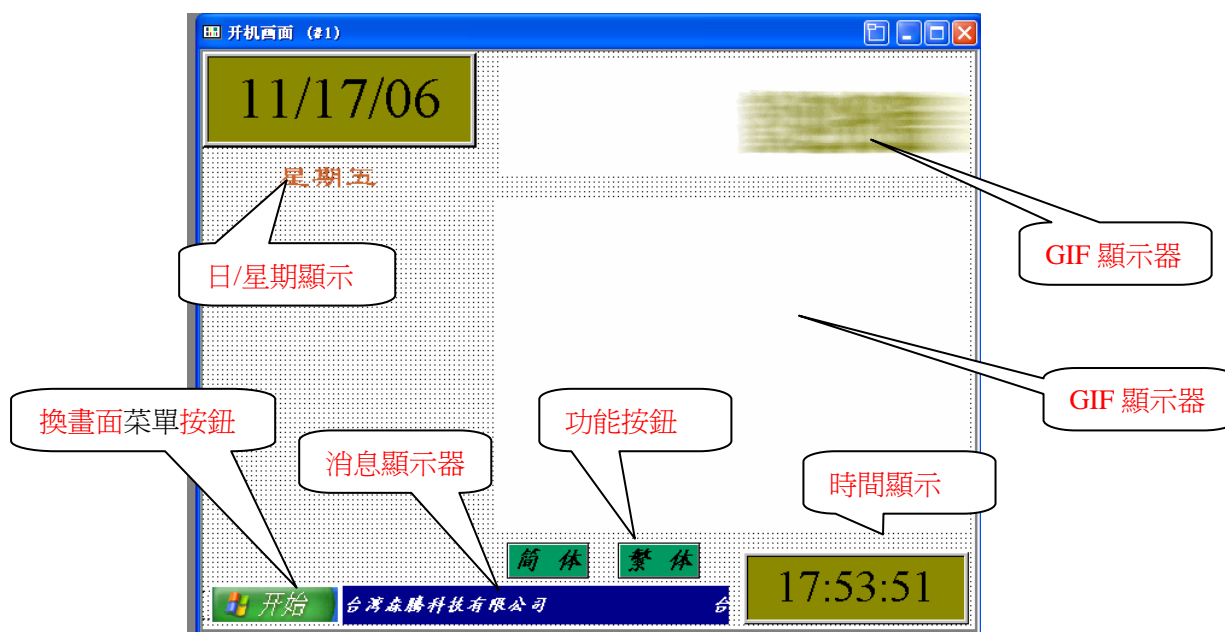 开机画面 (#1)
11/17/06
星期五
日/星期顯示
GIF 顯示器
GIF 顯示器
換畫面菜單按鈕
消息顯示器
功能按鈕
時間顯示
简 体
繁 体
开始
台湾森騰科技有限公司
台
17:53:51